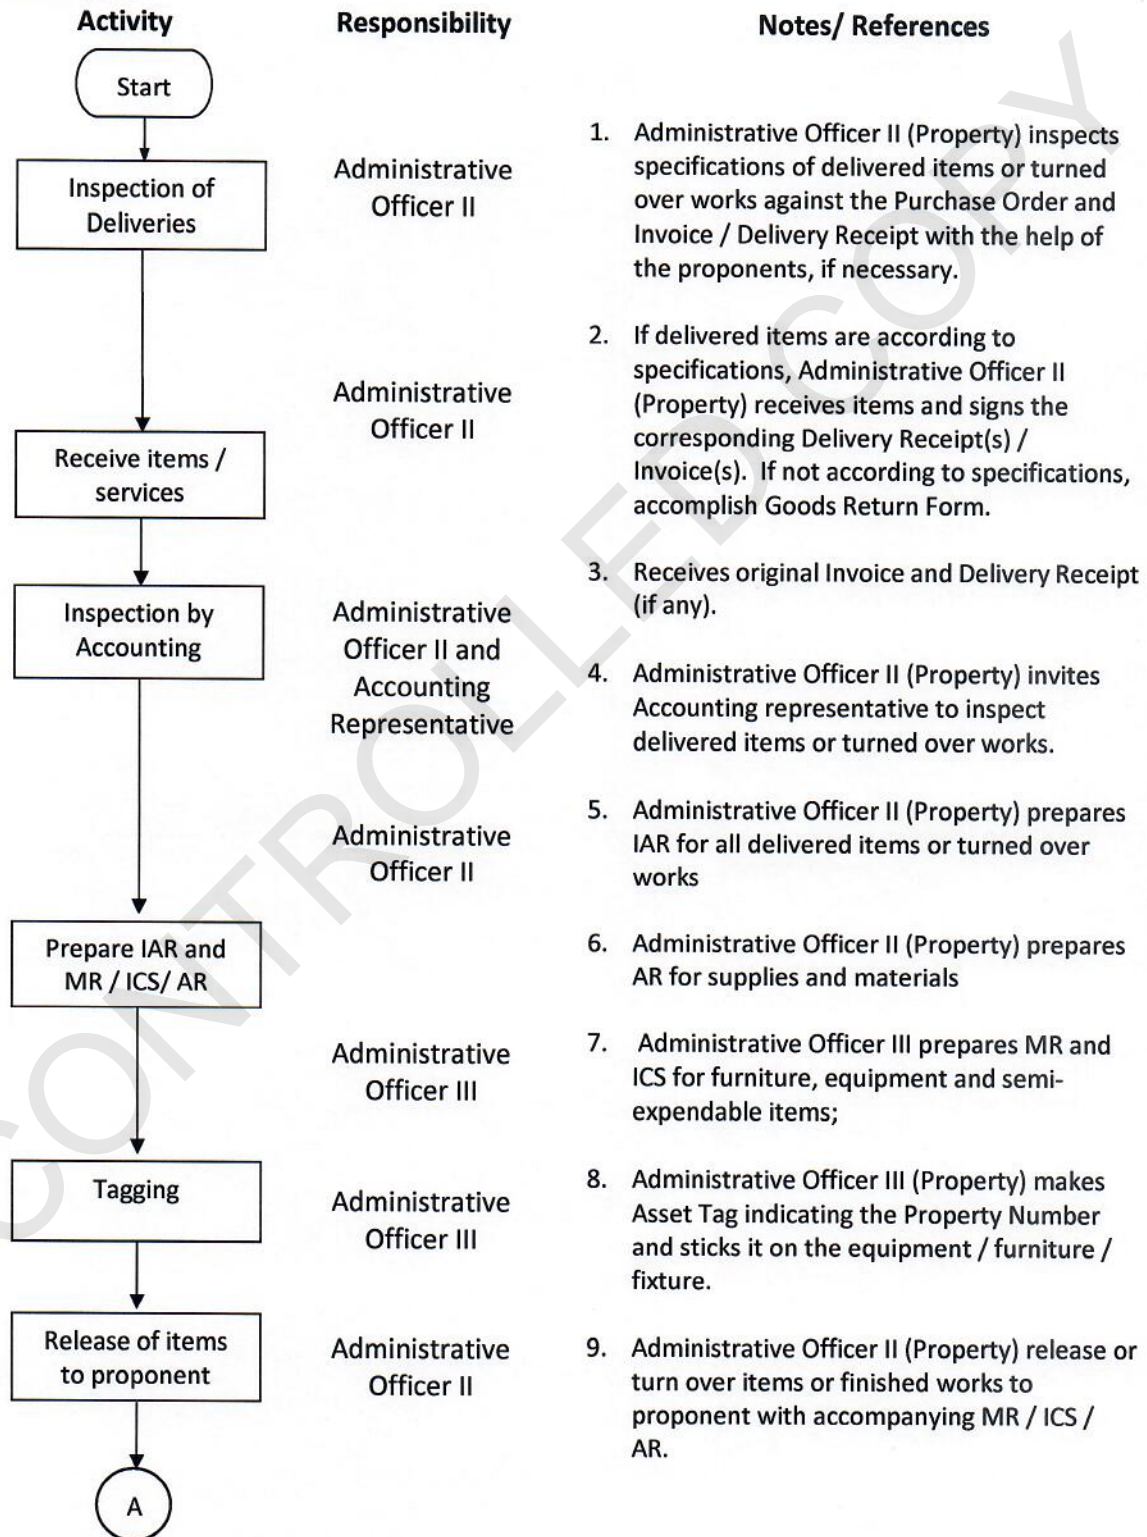 Activity
Responsibility
Notes/ References
Start
Inspection of
Deliveries
Administrative
Officer II
1. Administrative Officer II (Property) inspects
specifications of delivered items or turned
over works against the Purchase Order and
Invoice / Delivery Receipt with the help of
the proponents, if necessary.
Receive items /
services
Administrative
Officer II
2. If delivered items are according to
specifications, Administrative Officer II
(Property) receives items and signs the
corresponding Delivery Receipt(s) /
Invoice(s). If not according to specifications,
accomplish Goods Return Form.
3. Receives original Invoice and Delivery Receipt
(if any).
Inspection by
Accounting
Administrative
Officer II and
Accounting
Representative
4. Administrative Officer II (Property) invites
Accounting representative to inspect
delivered items or turned over works.
Administrative
Officer II
5. Administrative Officer II (Property) prepares
IAR for all delivered items or turned over
works
Prepare IAR and
MR / ICS/ AR
6. Administrative Officer II (Property) prepares
AR for supplies and materials
Administrative
Officer III
7. Administrative Officer III prepares MR and
ICS for furniture, equipment and semi-
expendable items;
Tagging
Administrative
Officer III
8. Administrative Officer III (Property) makes
Asset Tag indicating the Property Number
and sticks it on the equipment / furniture /
fixture.
Release of items
to proponent
Administrative
Officer II
9. Administrative Officer II (Property) release or
turn over items or finished works to
proponent with accompanying MR / ICS /
AR.
A
CONTROLLED COPY